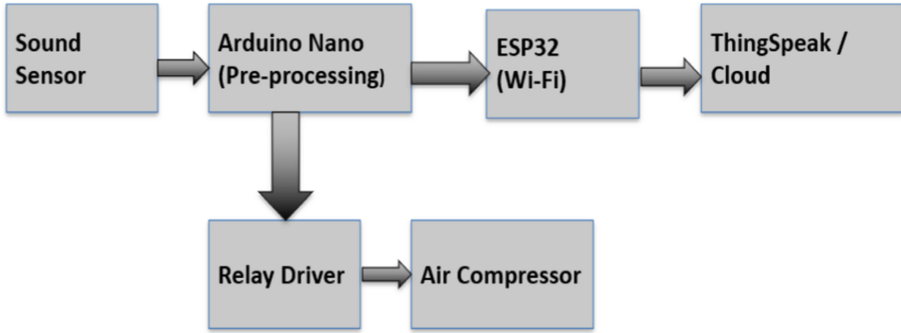 Sound
Sensor
Arduino Nano
(Pre-processing)
ESP32
(Wi-Fi)
ThingSpeak /
Cloud
Relay Driver
Air Compressor